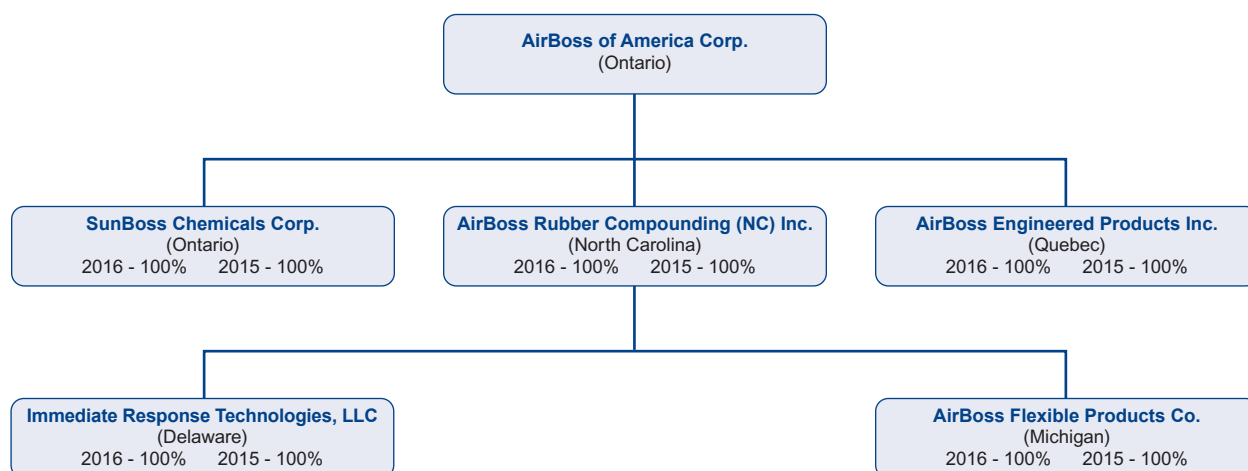 AirBoss of America Corp.
(Ontario)
SunBoss Chemicals Corp.
(Ontario)
2016 - 100% 2015 - 100%
AirBoss Rubber Compounding (NC) Inc.
(North Carolina)
2016 - 100% 2015 - 100%
AirBoss Engineered Products Inc.
(Quebec)
2016 - 100% 2015 - 100%
Immediate Response Technologies, LLC
(Delaware)
2016 - 100% 2015 - 100%
AirBoss Flexible Products Co.
(Michigan)
2016 - 100% 2015 - 100%